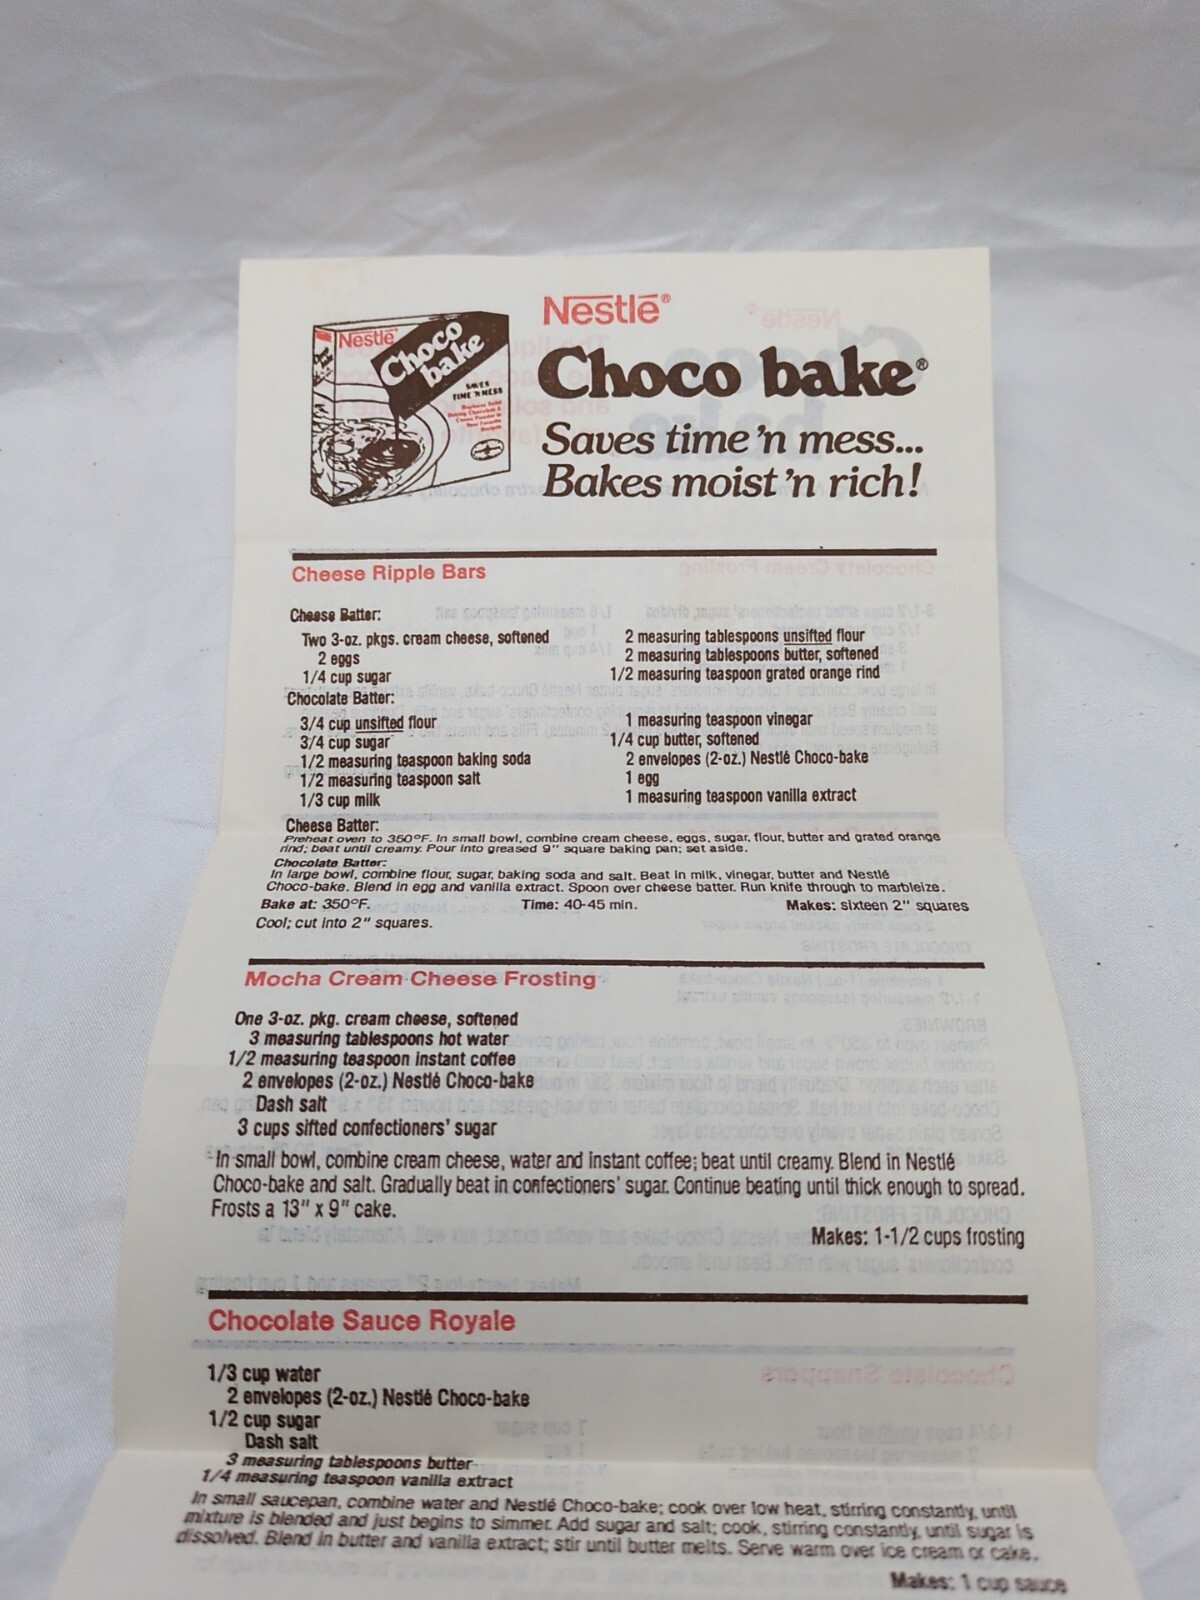 Nestlé®
Choco bake®
Saves time 'n mess...
Bakes moist 'n rich!
Nestlé
Choco
bake
SAVES
TIME 'N MESS
Cheese Ripple Bars
Cheese Batter:
Two 3-oz. pkgs. cream cheese, softened
2 eggs
1/4 cup sugar
2 measuring tablespoons unsifted flour
2 measuring tablespoons butter, softened
1/2 measuring teaspoon grated orange rind
Chocolate Batter:
3/4 cup unsifted flour
3/4 cup sugar
1/2 measuring teaspoon baking soda
1/2 measuring teaspoon salt
1/3 cup milk
1 measuring teaspoon vinegar
1/4 cup butter, softened
2 envelopes (2-oz.) Nestlé Choco-bake
1 egg
1 measuring teaspoon vanilla extract
Cheese Batter:
Preheat oven to 350°F. In small bowl, combine cream cheese, eggs, sugar, flour, butter and grated orange
rind; beat until creamy. Pour into greased 9" square baking pan; set aside.
Chocolate Batter:
In large bowl, combine flour, sugar, baking soda and salt. Beat in milk, vinegar, butter and Nestlé
Choco-bake. Blend in egg and vanilla extract. Spoon over cheese batter. Run knife through to marbleize.
Bake at: 350°F. Time: 40-45 min. Makes: sixteen 2" squares
Cool; cut into 2" squares.
Mocha Cream Cheese Frosting
One 3-oz. pkg. cream cheese, softened
3 measuring tablespoons hot water
1/2 measuring teaspoon instant coffee
2 envelopes (2-oz.) Nestlé Choco-bake
Dash salt
3 cups sifted confectioners' sugar
In small bowl, combine cream cheese, water and instant coffee; beat until creamy. Blend in Nestlé
Choco-bake and salt. Gradually beat in confectioners' sugar. Continue beating until thick enough to spread.
Frosts a 13" x 9" cake.
Makes: 1-1/2 cups frosting
Chocolate Sauce Royale
1/3 cup water
2 envelopes (2-oz.) Nestlé Choco-bake
1/2 cup sugar
Dash salt
3 measuring tablespoons butter
1/4 measuring teaspoon vanilla extract
In small saucepan, combine water and Nestlé Choco-bake; cook over low heat, stirring constantly, until
mixture is blended and just begins to simmer. Add sugar and salt; cook, stirring constantly, until sugar is
dissolved. Blend in butter and vanilla extract; stir until butter melts. Serve warm over ice cream or cake.
Makes: 1 cup sauce